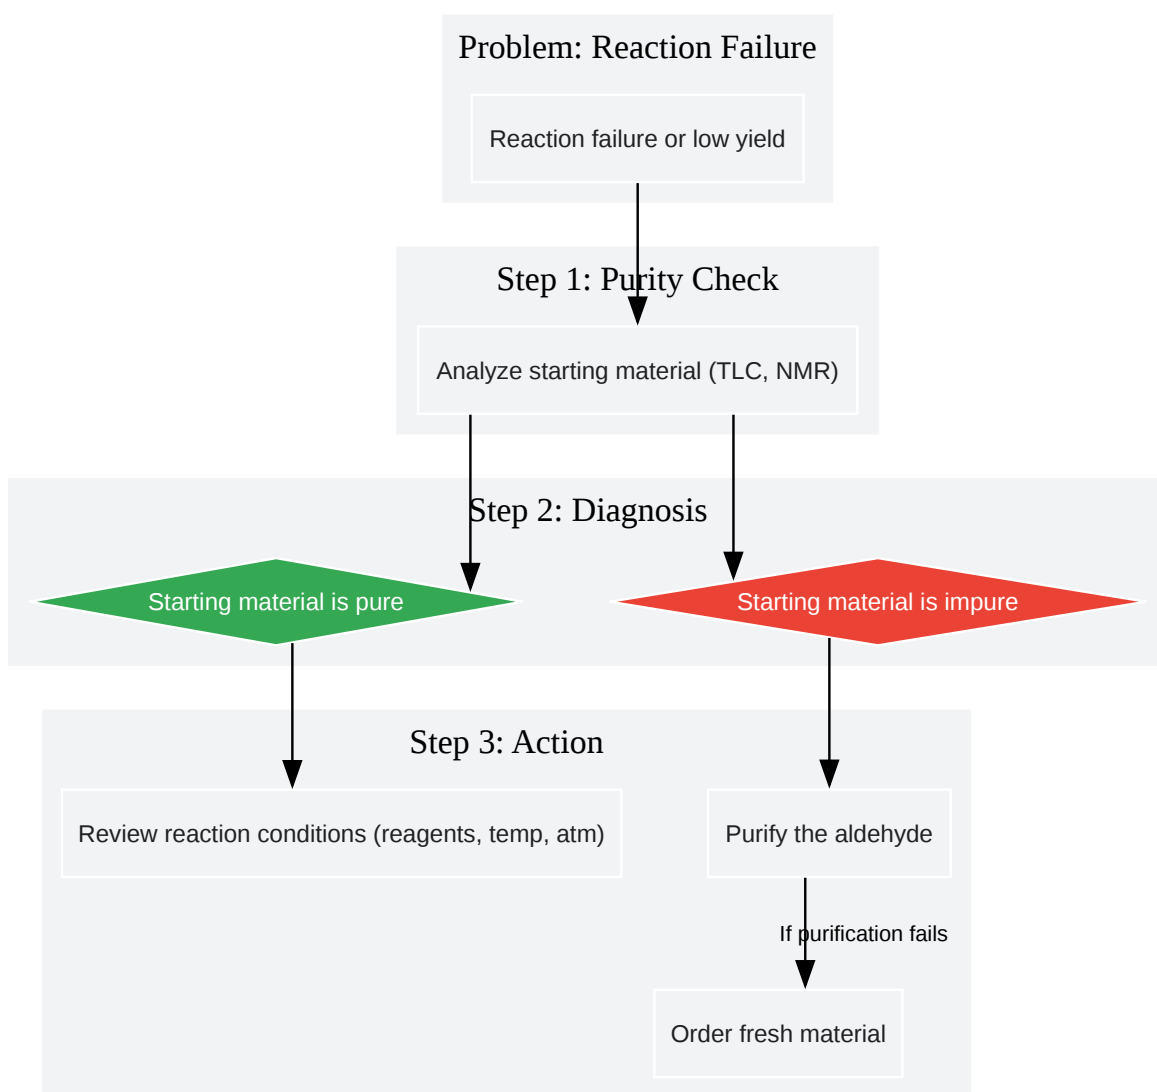 Problem: Reaction Failure
Reaction failure or low yield
Step 1: Purity Check
Analyze starting material (TLC, NMR)
Step 2: Diagnosis
Starting material is pure
Starting material is impure
Step 3: Action
Review reaction conditions (reagents, temp, atm)
Purify the aldehyde
If purification fails
Order fresh material